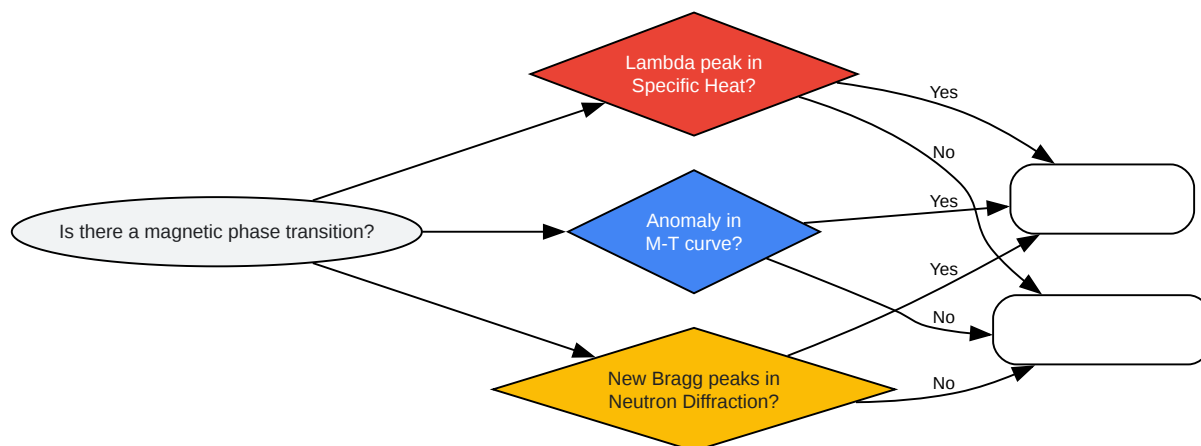 Lambda peak in
Specific Heat?
Yes
No
Is there a magnetic phase transition?
Anomaly in
M-T curve?
Yes
Yes
No
New Bragg peaks in
Neutron Diffraction?
No